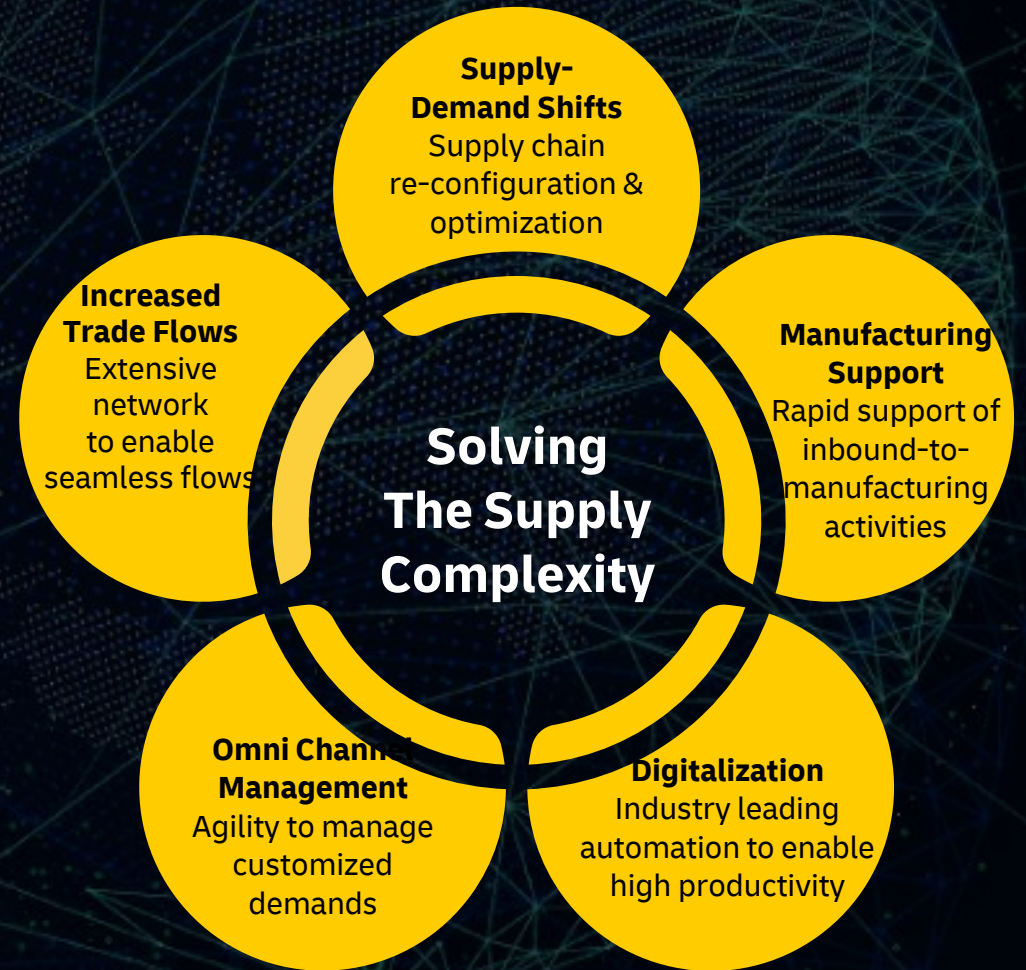 Supply-
Demand Shifts
Supply chain
re-configuration &
optimization
Increased
Trade Flows
Extensive
network
to enable
seamless flows
Manufacturing
Support
Rapid support of
inbound-to-
manufacturing
activities
Solving
The Supply
Complexity
Omni Channel
Management
Agility to manage
customized
demands
Digitalization
Industry leading
automation to enable
high productivity